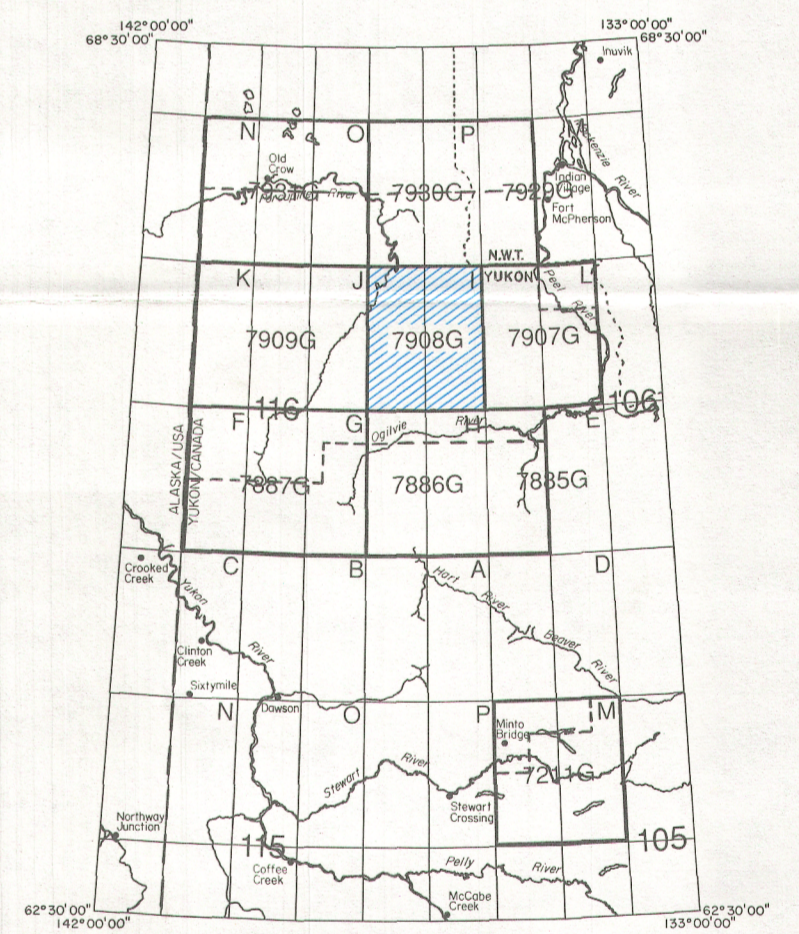 142°00'00"
133°00'00"
68°30'00"
68°30'00"
Inuvik
N
O
P
Mackenzie
River
Old
Crow
Indian
Village
7930G
7929G
Porcupine River
Fort
McPherson
N.W.T.
YUKON
K
J
I
L
Peel
River
7909G
7908G
7907G
116
106
F
G
H
E
Ogilvie
River
ALASKA/USA
YUKON/CANADA
7887G
7886G
7885G
C
B
A
D
Crooked
Creek
Yukon
River
Hart
River
Beaver
River
Clinton
Creek
Sixtymile
Dawson
N
O
P
M
Minto
Bridge
7211G
Stewart
River
Stewart
Crossing
Northway
Junction
115
105
Coffee
Creek
Pelly
River
McCabe
Creek
62°30'00"
62°30'00"
142°00'00"
133°00'00"